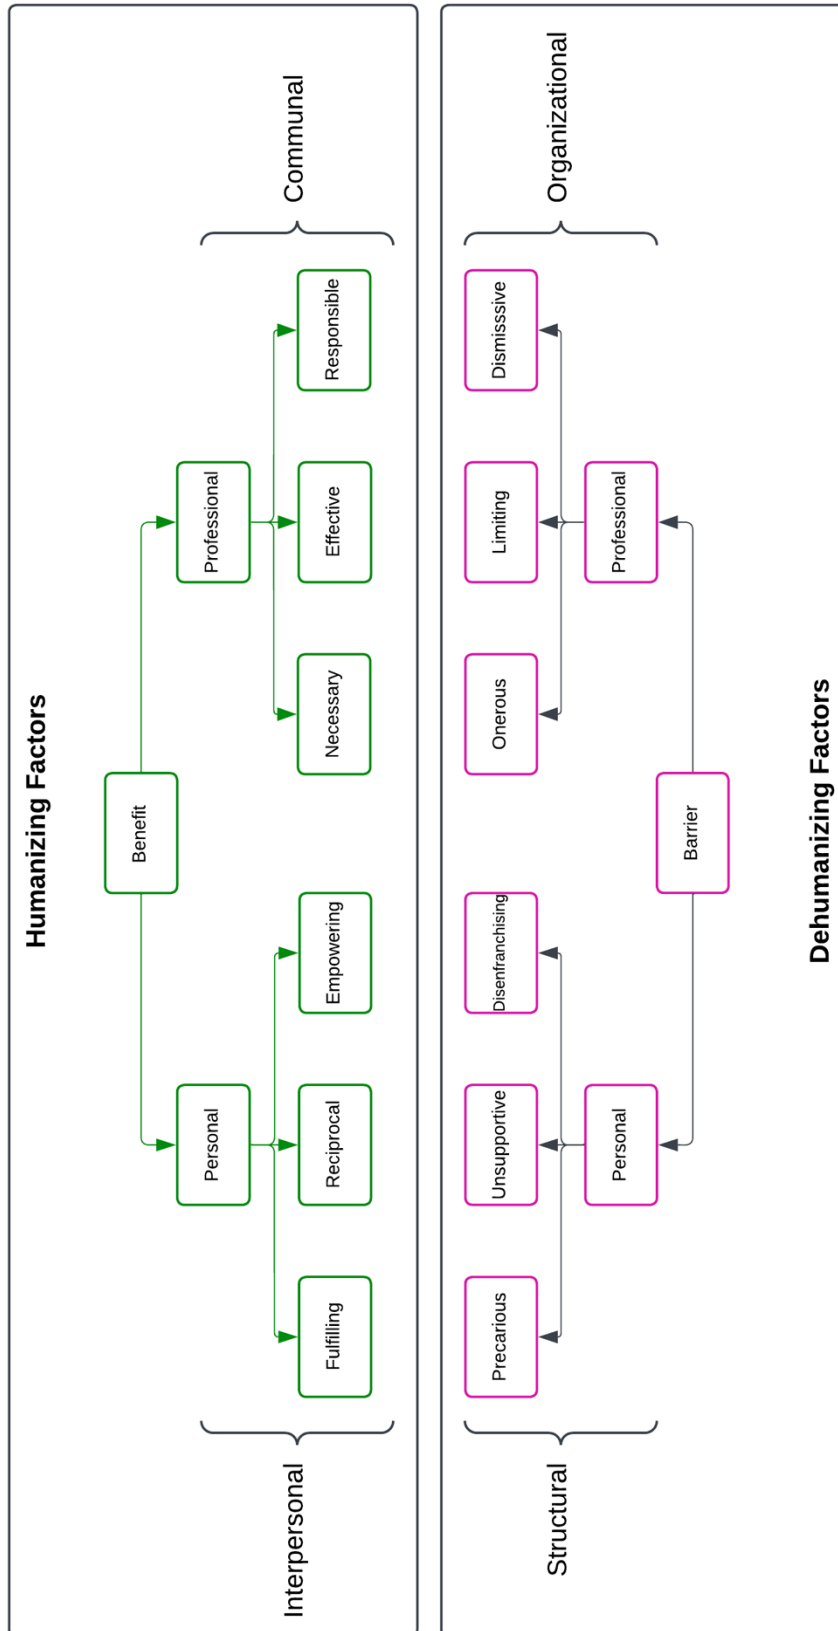 Humanizing Factors
Benefit
Personal
Professional
Interpersonal
Fulfilling
Reciprocal
Empowering
Necessary
Effective
Responsible
Communal
Structural
Precarious
Unsupportive
Disenfranchising
Onerous
Limiting
Dismisssive
Organizational
Personal
Professional
Barrier
Dehumanizing Factors